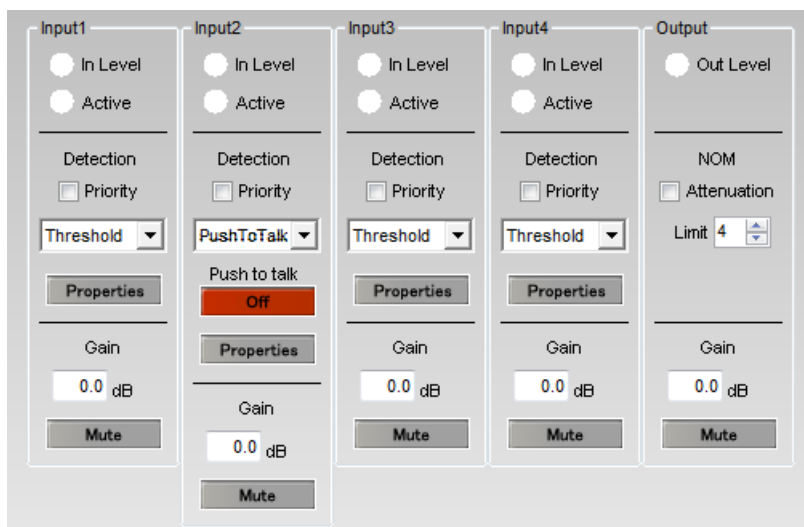 Input1
In Level
Active
Detection
Priority
Threshold
Properties
Gain
0.0 dB
Mute
Input2
In Level
Active
Detection
Priority
PushToTalk
Push to talk
Off
Properties
Gain
0.0 dB
Mute
Input3
In Level
Active
Detection
Priority
Threshold
Properties
Gain
0.0 dB
Mute
Input4
In Level
Active
Detection
Priority
Threshold
Properties
Gain
0.0 dB
Mute
Output
Out Level
NOM
Attenuation
Limit 4
Gain
0.0 dB
Mute